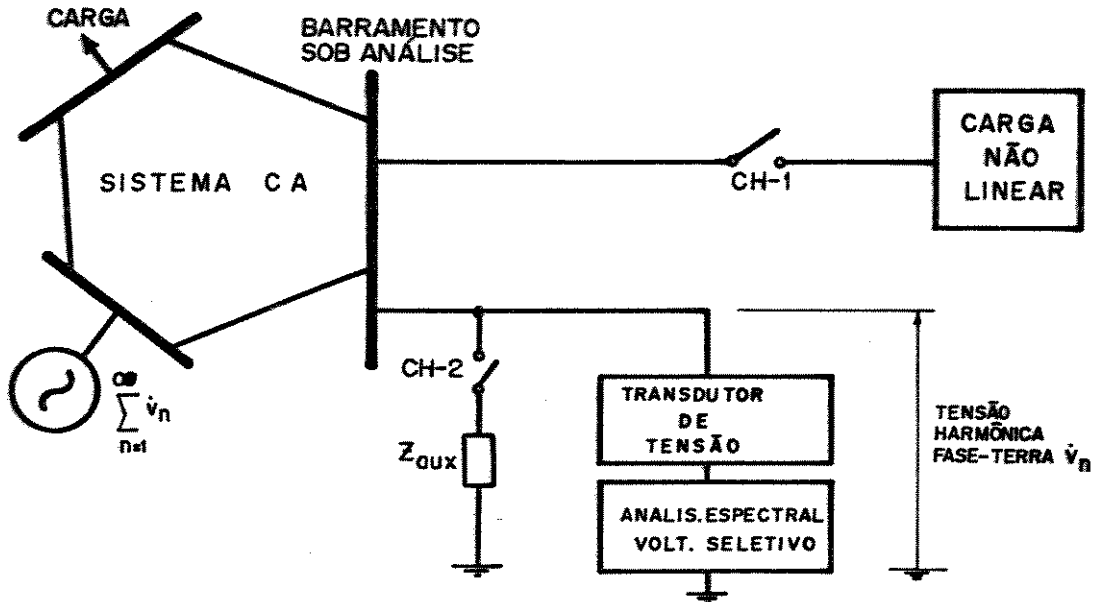 CARGA
BARRAMENTO
SOB ANÁLISE
SISTEMA CA
CH-1
CARGA
NÃO
LINEAR
∞
∑ v̇n
n=1
CH-2
Zaux
TRANSDUTOR
DE
TENSÃO
ANALIS.ESPECTRAL
VOLT. SELETIVO
TENSÃO
HARMÔNICA
FASE-TERRA v̇n